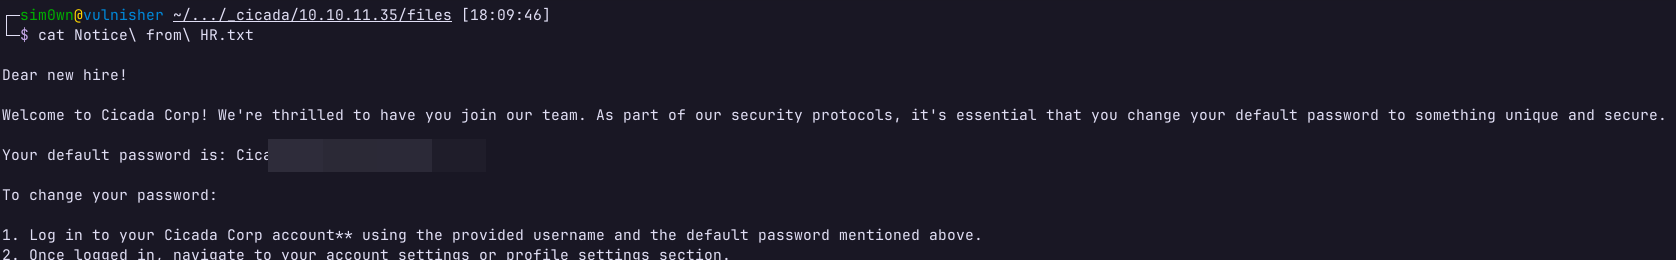 ┌─sim0wn@vulnisher ~/.../_cicada/10.10.11.35/files [18:09:46]
└─$ cat Notice\ from\ HR.txt
Dear new hire!
Welcome to Cicada Corp! We're thrilled to have you join our team. As part of our security protocols, it's essential that you change your default password to something unique and secure.
Your default password is: Cica
To change your password:
1. Log in to your Cicada Corp account** using the provided username and the default password mentioned above.
2. Once logged in, navigate to your account settings or profile settings section.